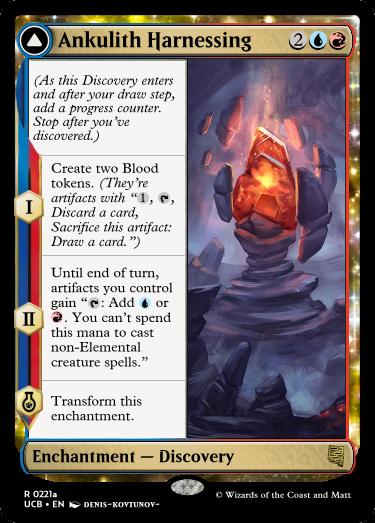 Ankulith Harnessing 2
(As this Discovery enters
and after your draw step,
add a progress counter.
Stop after you've
discovered.)
I
Create two Blood
tokens. (They're
artifacts with "1, ,
Discard a card,
Sacrifice this artifact:
Draw a card.")
II
Until end of turn,
artifacts you control
gain " : Add or
. You can't spend
this mana to cast
non-Elemental
creature spells."
Transform this
enchantment.
Enchantment — Discovery
R 0221a
UCB • EN DENIS-KOVTUNOV-
© Wizards of the Coast and Matt